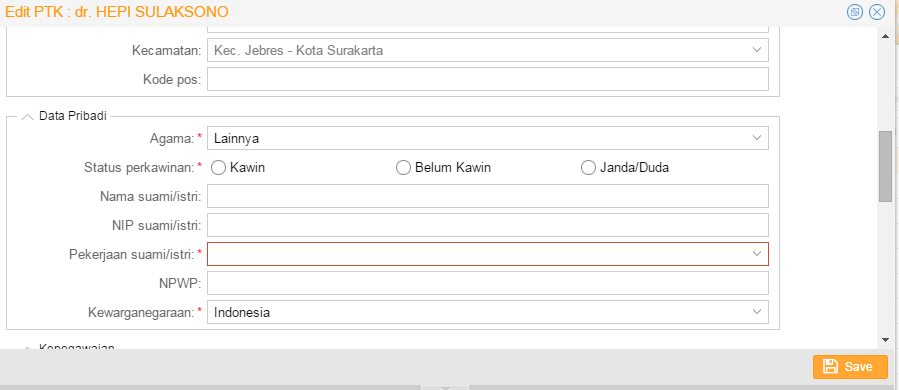 Edit PTK : dr. HEPI SULAKSONO
Kecamatan: Kec. Jebres - Kota Surakarta
Kode pos:
Data Pribadi
Agama:* Lainnya
Status perkawinan:* Kawin Belum Kawin Janda/Duda
Nama suami/istri:
NIP suami/istri:
Pekerjaan suami/istri:*
NPWP:
Kewarganegaraan:* Indonesia
Kepegawaian
Save